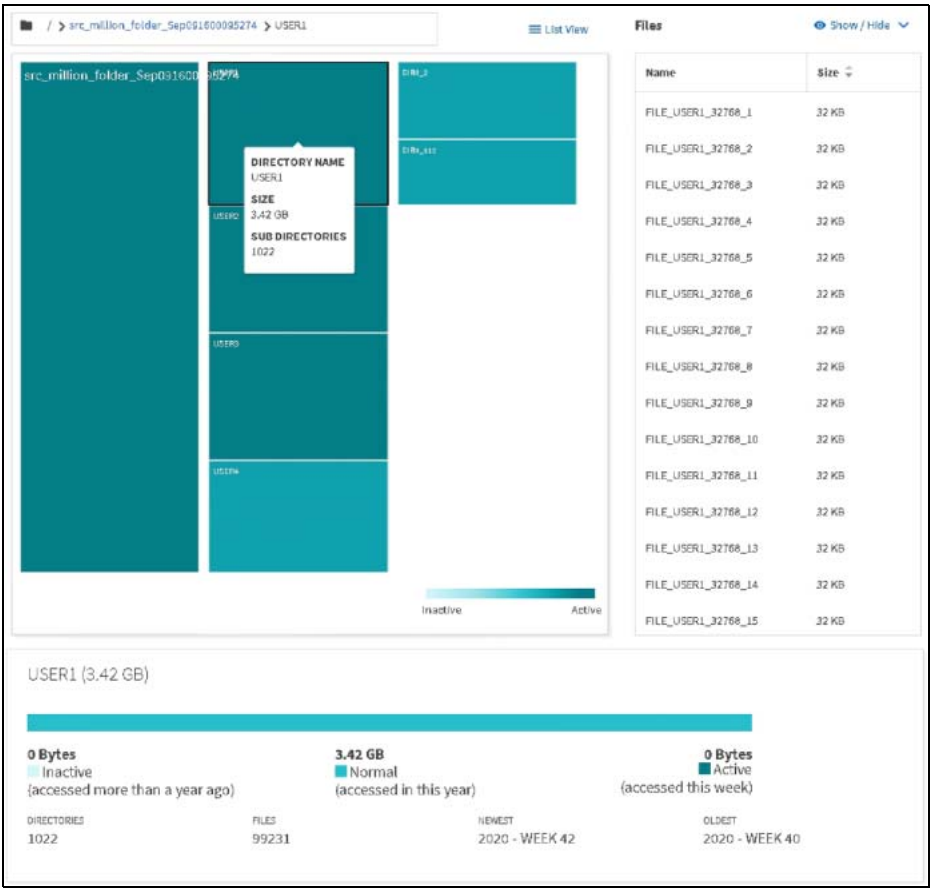 / > src_million_folder_Sep091600095274 > USER1
List View
src_million_folder_Sep091600095274
DIRECTORY NAME
USER1
SIZE
3.42 GB
SUB DIRECTORIES
1022
USER2
USER3
USER4
Inactive
Active
Files
Show / Hide
Name Size
FILE_USER1_32768_1 32 KB
FILE_USER1_32768_2 32 KB
FILE_USER1_32768_3 32 KB
FILE_USER1_32768_4 32 KB
FILE_USER1_32768_5 32 KB
FILE_USER1_32768_6 32 KB
FILE_USER1_32768_7 32 KB
FILE_USER1_32768_8 32 KB
FILE_USER1_32768_9 32 KB
FILE_USER1_32768_10 32 KB
FILE_USER1_32768_11 32 KB
FILE_USER1_32768_12 32 KB
FILE_USER1_32768_13 32 KB
FILE_USER1_32768_14 32 KB
FILE_USER1_32768_15 32 KB
USER1 (3.42 GB)
0 Bytes 3.42 GB 0 Bytes
Inactive Normal Active
(accessed more than a year ago) (accessed in this year) (accessed this week)
DIRECTORIES FILES NEWEST OLDEST
1022 99231 2020 - WEEK 42 2020 - WEEK 40